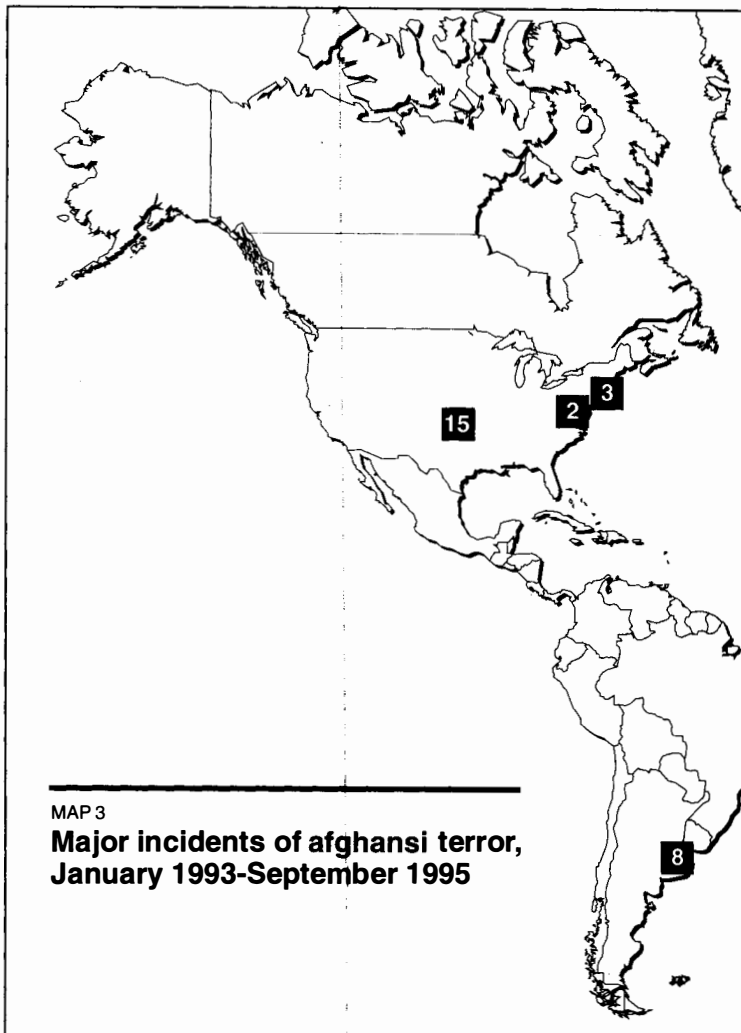 3
2
15
8
MAP 3
Major incidents of afghansi terror,
January 1993-September 1995